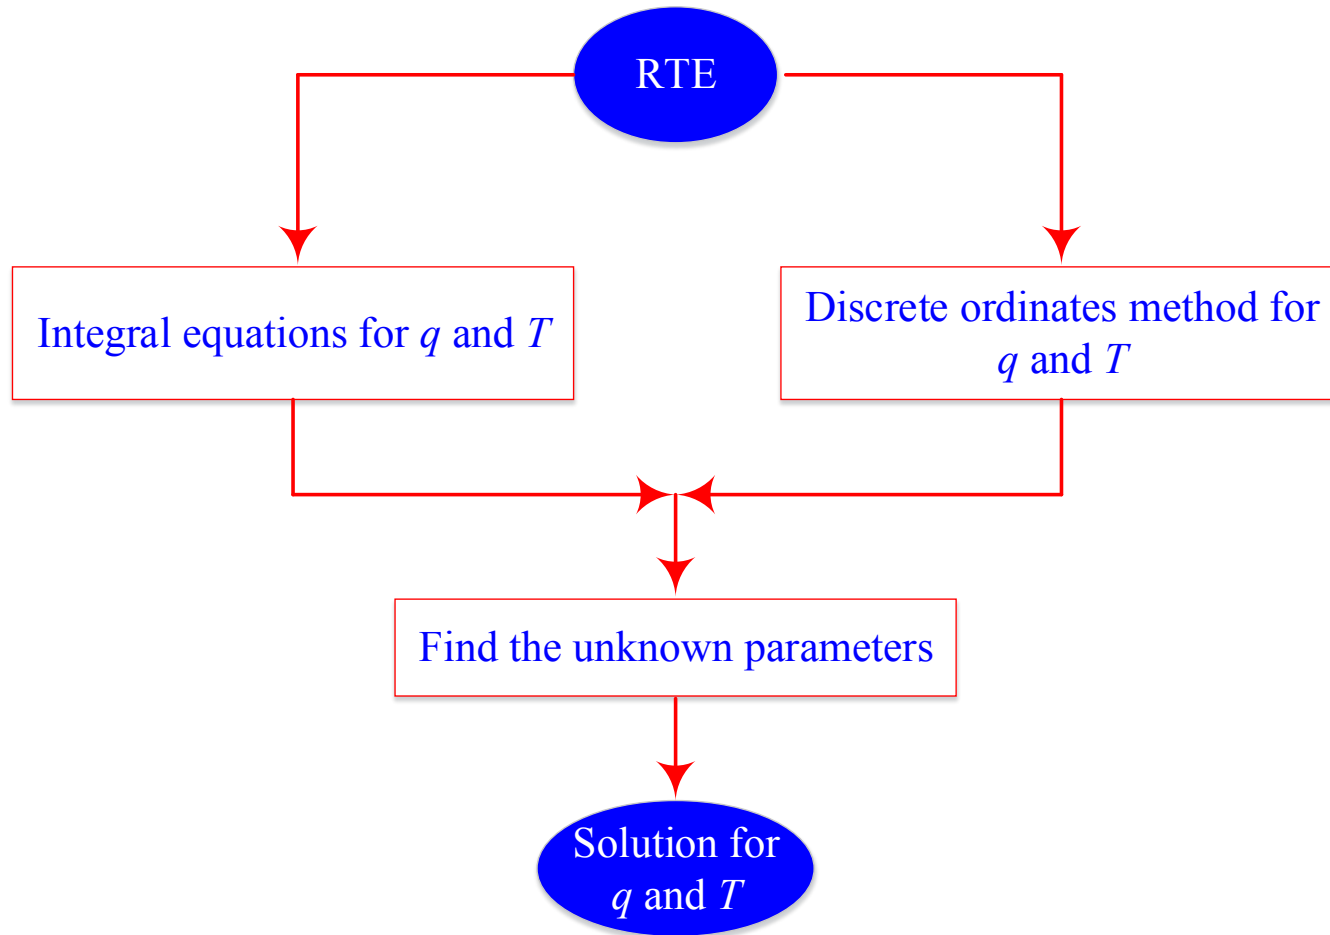 RTE
Integral equations for q and T
Discrete ordinates method for
q and T
Find the unknown parameters
Solution for
q and T